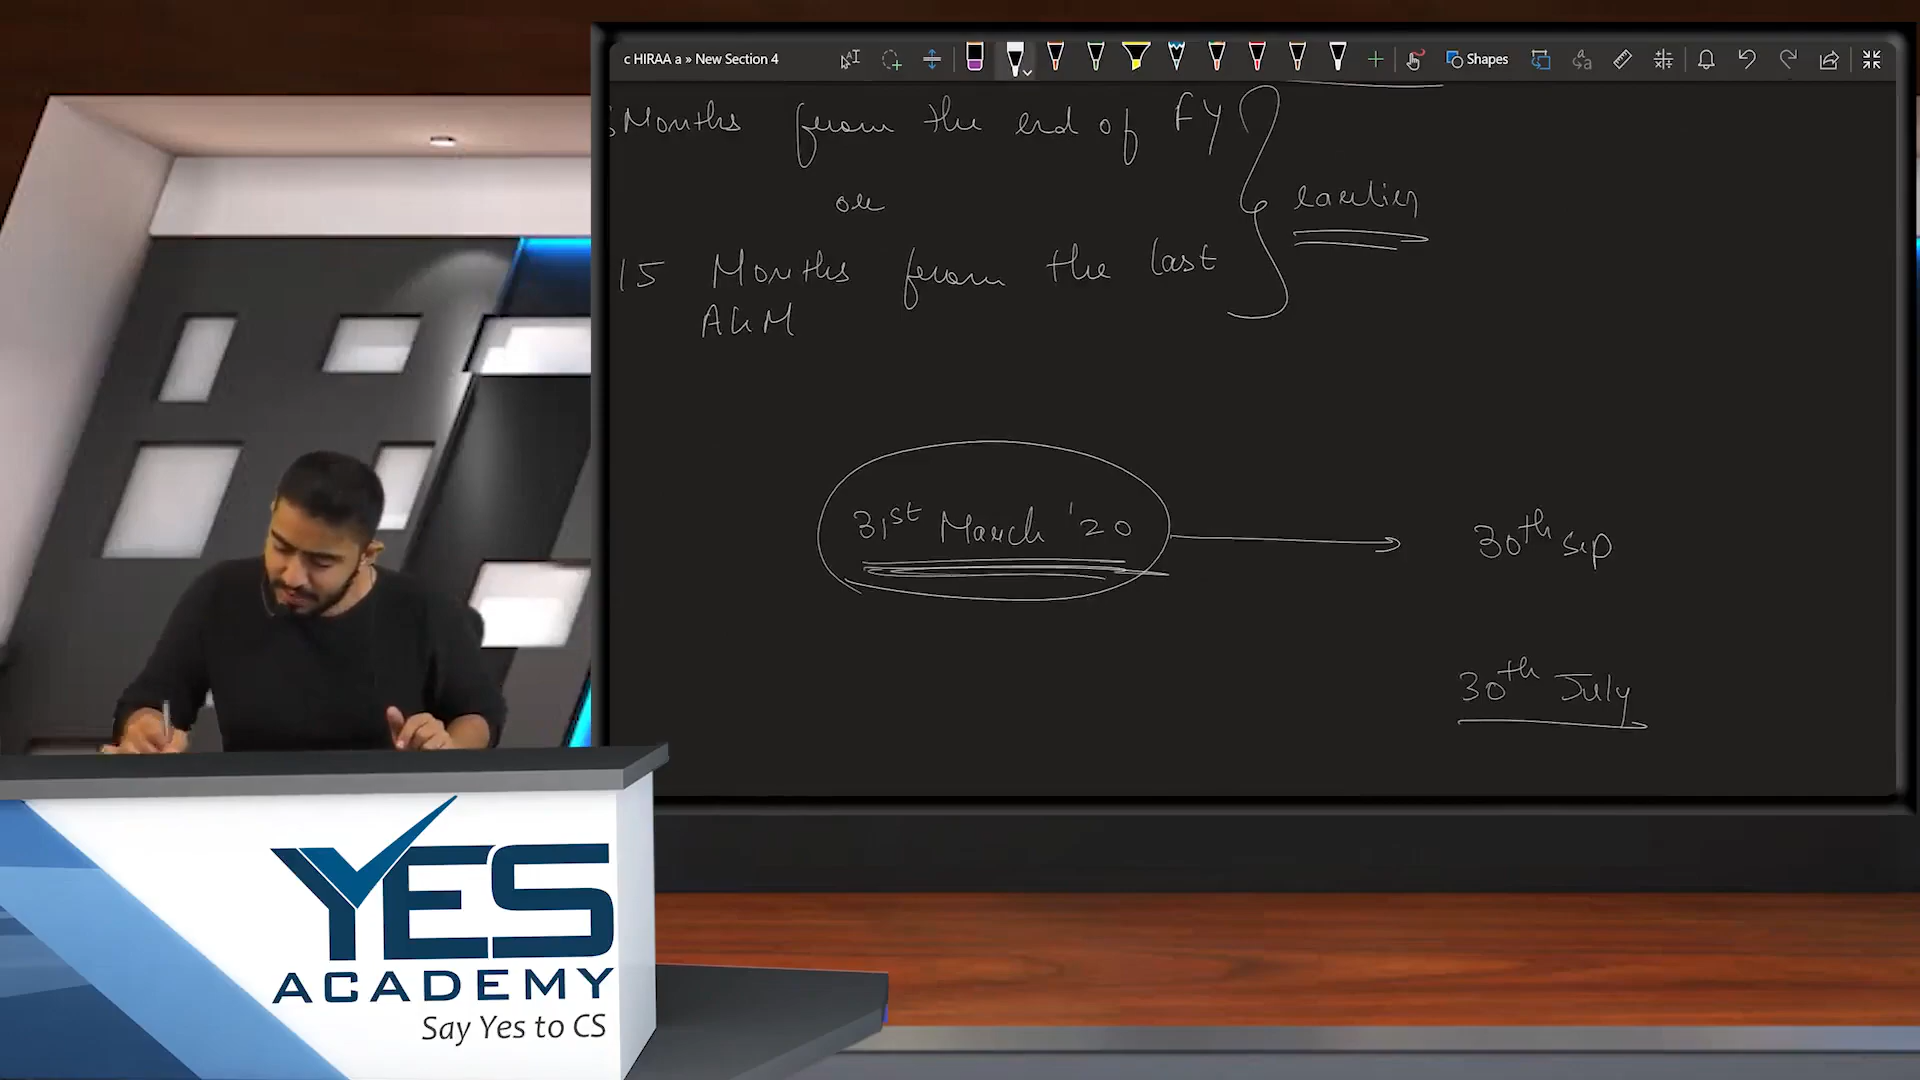 c HIRAA a » New Section 4
Shapes
Months from the end of FY
or
earlier
15 Months from the last
AGM
31st March '20
30th Sep
30th July
YES
ACADEMY
Say Yes to CS